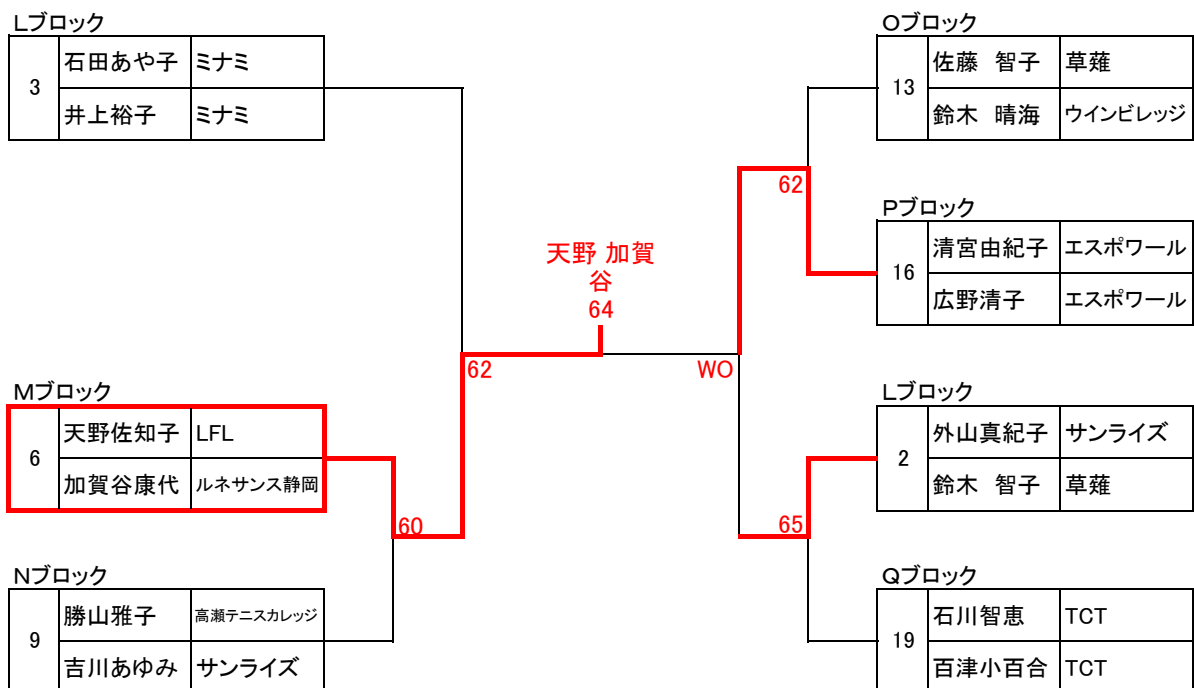 Lブロック
3 石田あや子 ミナミ
井上裕子 ミナミ
Mブロック
6 天野佐知子 LFL
加賀谷康代 ルネサンス静岡
Nブロック
9 勝山雅子 高瀬テニスカレッジ
吉川あゆみ サンライズ
60
62
天野 加賀
谷
64
WO
62
65
Oブロック
13 佐藤 智子 草薙
鈴木 晴海 ウインビレッジ
Pブロック
16 清宮由紀子 エスポワール
広野清子 エスポワール
Lブロック
2 外山真紀子 サンライズ
鈴木 智子 草薙
Qブロック
19 石川智恵 TCT
百津小百合 TCT